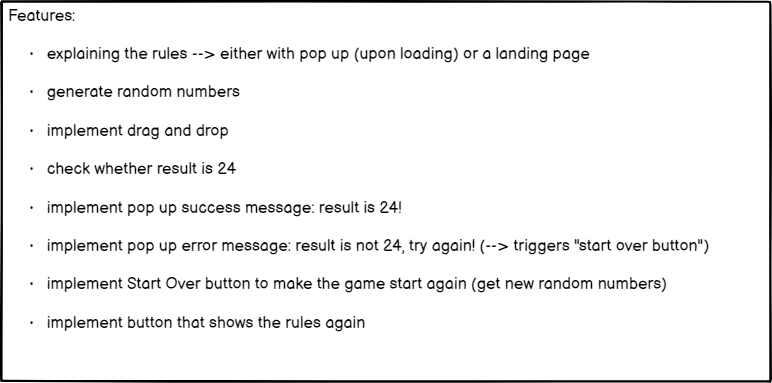 Features:
· explaining the rules --> either with pop up (upon loading) or a landing page
· generate random numbers
· implement drag and drop
· check whether result is 24
· implement pop up success message: result is 24!
· implement pop up error message: result is not 24, try again! (--> triggers "start over button")
· implement Start Over button to make the game start again (get new random numbers)
· implement button that shows the rules again